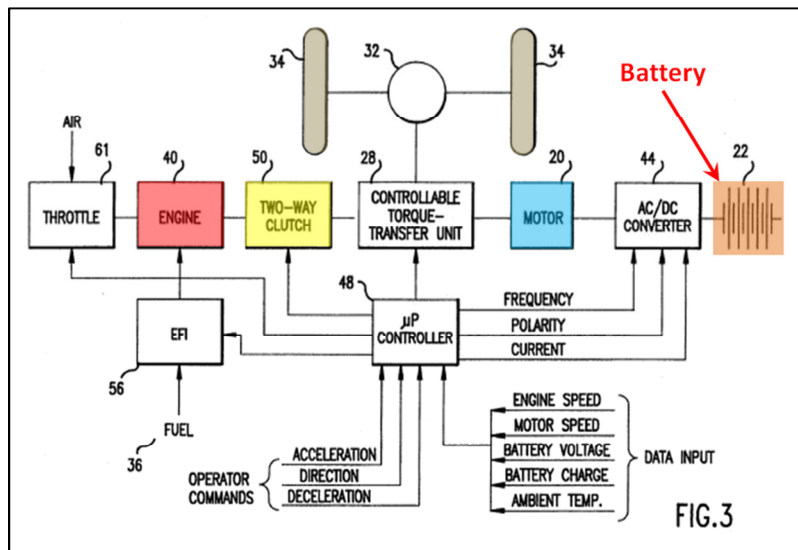 34
32
34
Battery
AIR
61
40
50
28
20
44
22
THROTTLE
ENGINE
TWO-WAY
CLUTCH
CONTROLLABLE
TORQUE-
TRANSFER UNIT
MOTOR
AC/DC
CONVERTER
48
EFI
56
µP
CONTROLLER
FREQUENCY
POLARITY
CURRENT
FUEL
36
OPERATOR
COMMANDS
ACCELERATION
DIRECTION
DECELERATION
ENGINE SPEED
MOTOR SPEED
BATTERY VOLTAGE
BATTERY CHARGE
AMBIENT TEMP.
DATA INPUT
FIG.3